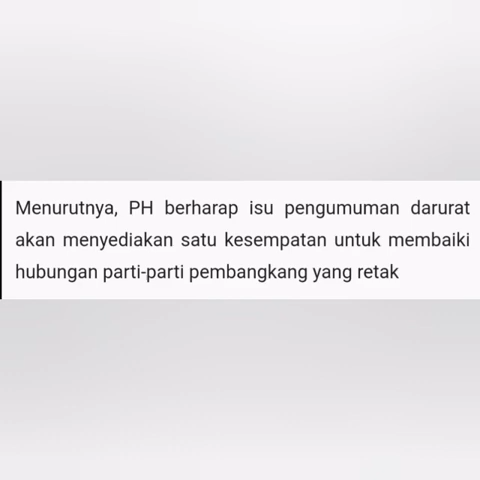 Menurutnya, PH berharap isu pengumuman darurat
akan menyediakan satu kesempatan untuk membaiki
hubungan parti-parti pembangkang yang retak